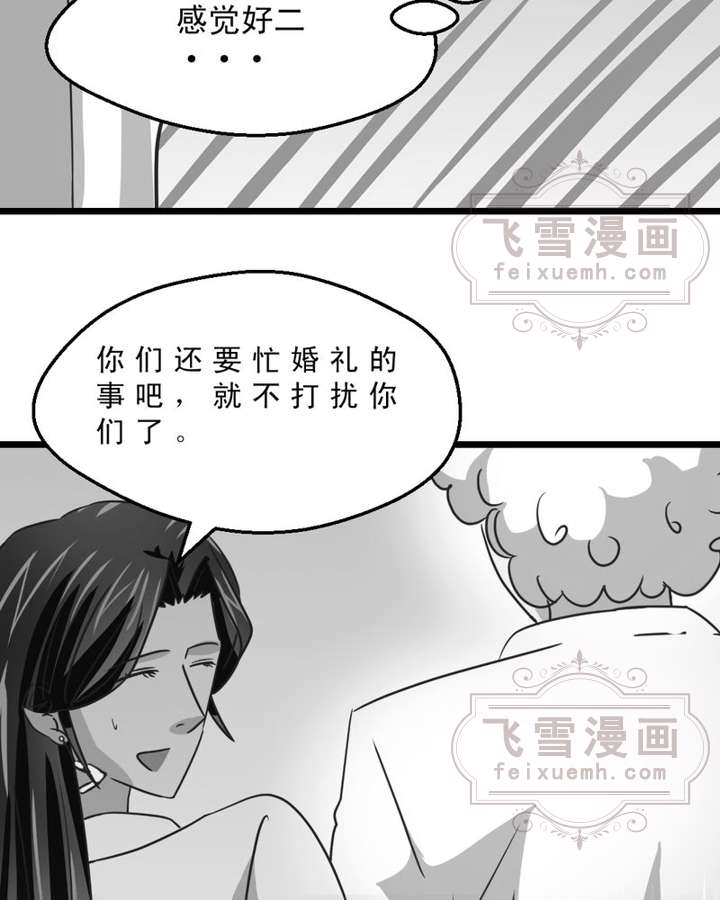 感觉好二
···
飞雪漫画
feixuemh.com
你们还要忙婚礼的
事吧，就不打扰你
们了。
飞雪漫画
feixuemh.com